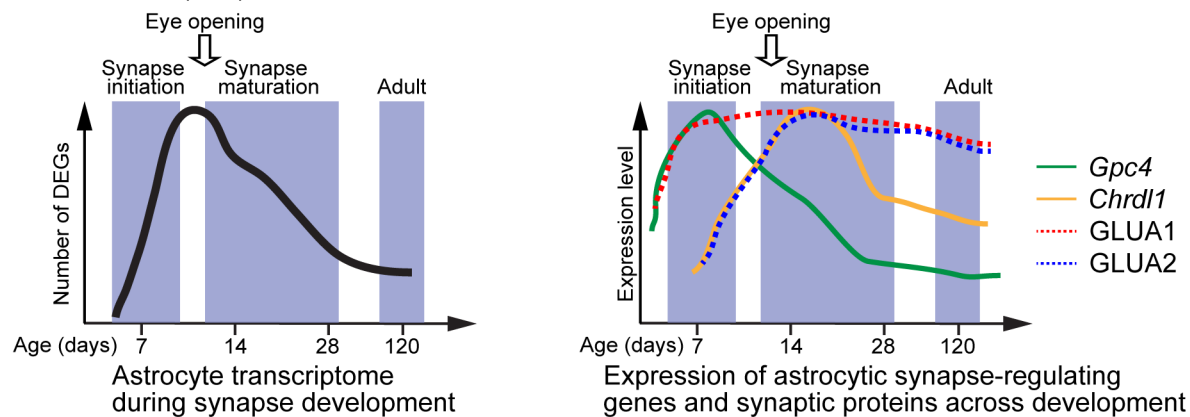 Eye opening
Synapse
initiation
Synapse
maturation
Adult
Number of DEGs
Age (days)
7
14
28
120
Astrocyte transcriptome
during synapse development
Eye opening
Synapse
initiation
Synapse
maturation
Adult
Expression level
Gpc4
Chrdl1
GLUA1
GLUA2
Age (days)
7
14
28
120
Expression of astrocytic synapse-regulating
genes and synaptic proteins across development